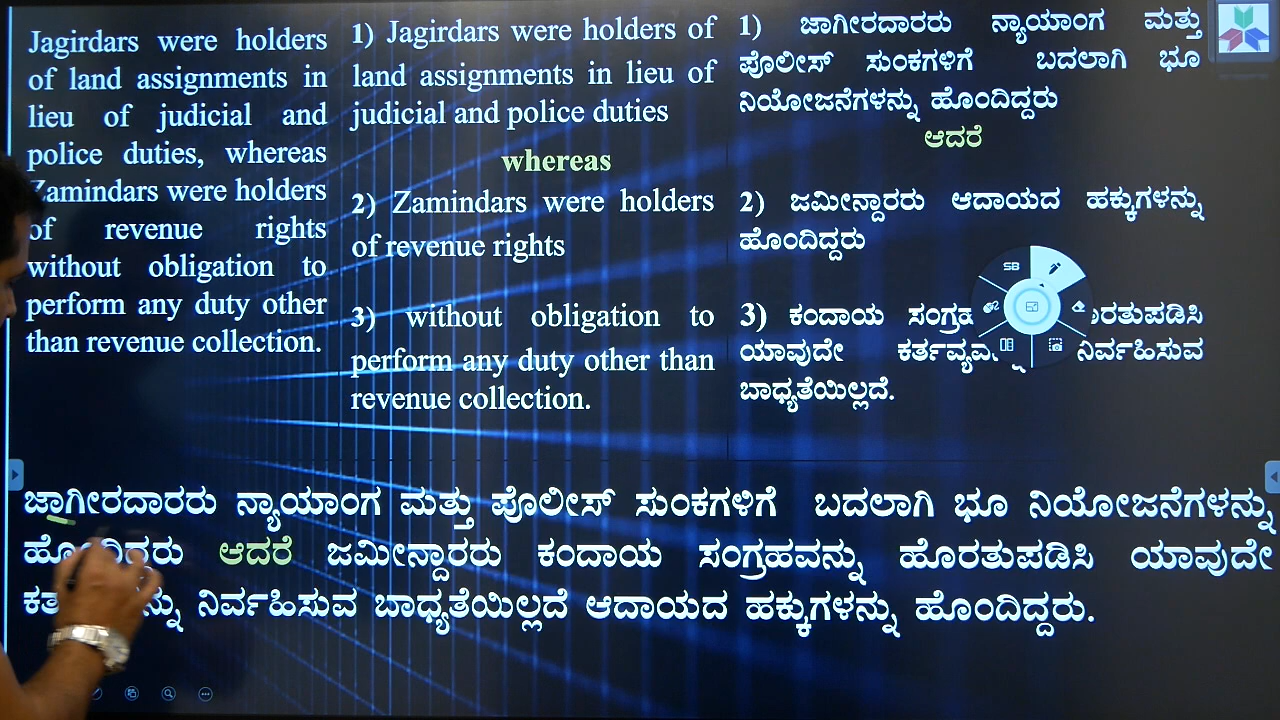 Jagirdars were holders
of land assignments in
lieu of judicial and
police duties, whereas
Zamindars were holders
of revenue rights
without obligation to
perform any duty other
than revenue collection.
1) Jagirdars were holders of
land assignments in lieu of
judicial and police duties
whereas
2) Zamindars were holders
of revenue rights
3) without obligation to
perform any duty other than
revenue collection.
1) ಜಾಗೀರದಾರರು ನ್ಯಾಯಾಂಗ ಮತ್ತು
ಪೊಲೀಸ್ ಸುಂಕಗಳಿಗೆ ಬದಲಾಗಿ ಭೂ
ನಿಯೋಜನೆಗಳನ್ನು ಹೊಂದಿದ್ದರು
ಆದರೆ
2) ಜಮೀನ್ದಾರರು ಆದಾಯದ ಹಕ್ಕುಗಳನ್ನು
ಹೊಂದಿದ್ದರು
SB
3) ಕಂದಾಯ
ಯಾವುದೇ ನಿರ್ವಹಿಸುವ
ಬಾಧ್ಯತೆಯಿಲ್ಲದೆ.
ಜಾಗೀರದಾರರು ನ್ಯಾಯಾಂಗ ಮತ್ತು ಪೊಲೀಸ್ ಸುಂಕಗಳಿಗೆ ಬದಲಾಗಿ ಭೂ ನಿಯೋಜನೆಗಳನ್ನು
ಆದರೆ ಜಮೀನ್ದಾರರು ಕಂದಾಯ ಸಂಗ್ರಹವನ್ನು ಹೊರತುಪಡಿಸಿ ಯಾವುದೇ
ನಿರ್ವಹಿಸುವ ಬಾಧ್ಯತೆಯಿಲ್ಲದೆ ಆದಾಯದ ಹಕ್ಕುಗಳನ್ನು ಹೊಂದಿದ್ದರು.